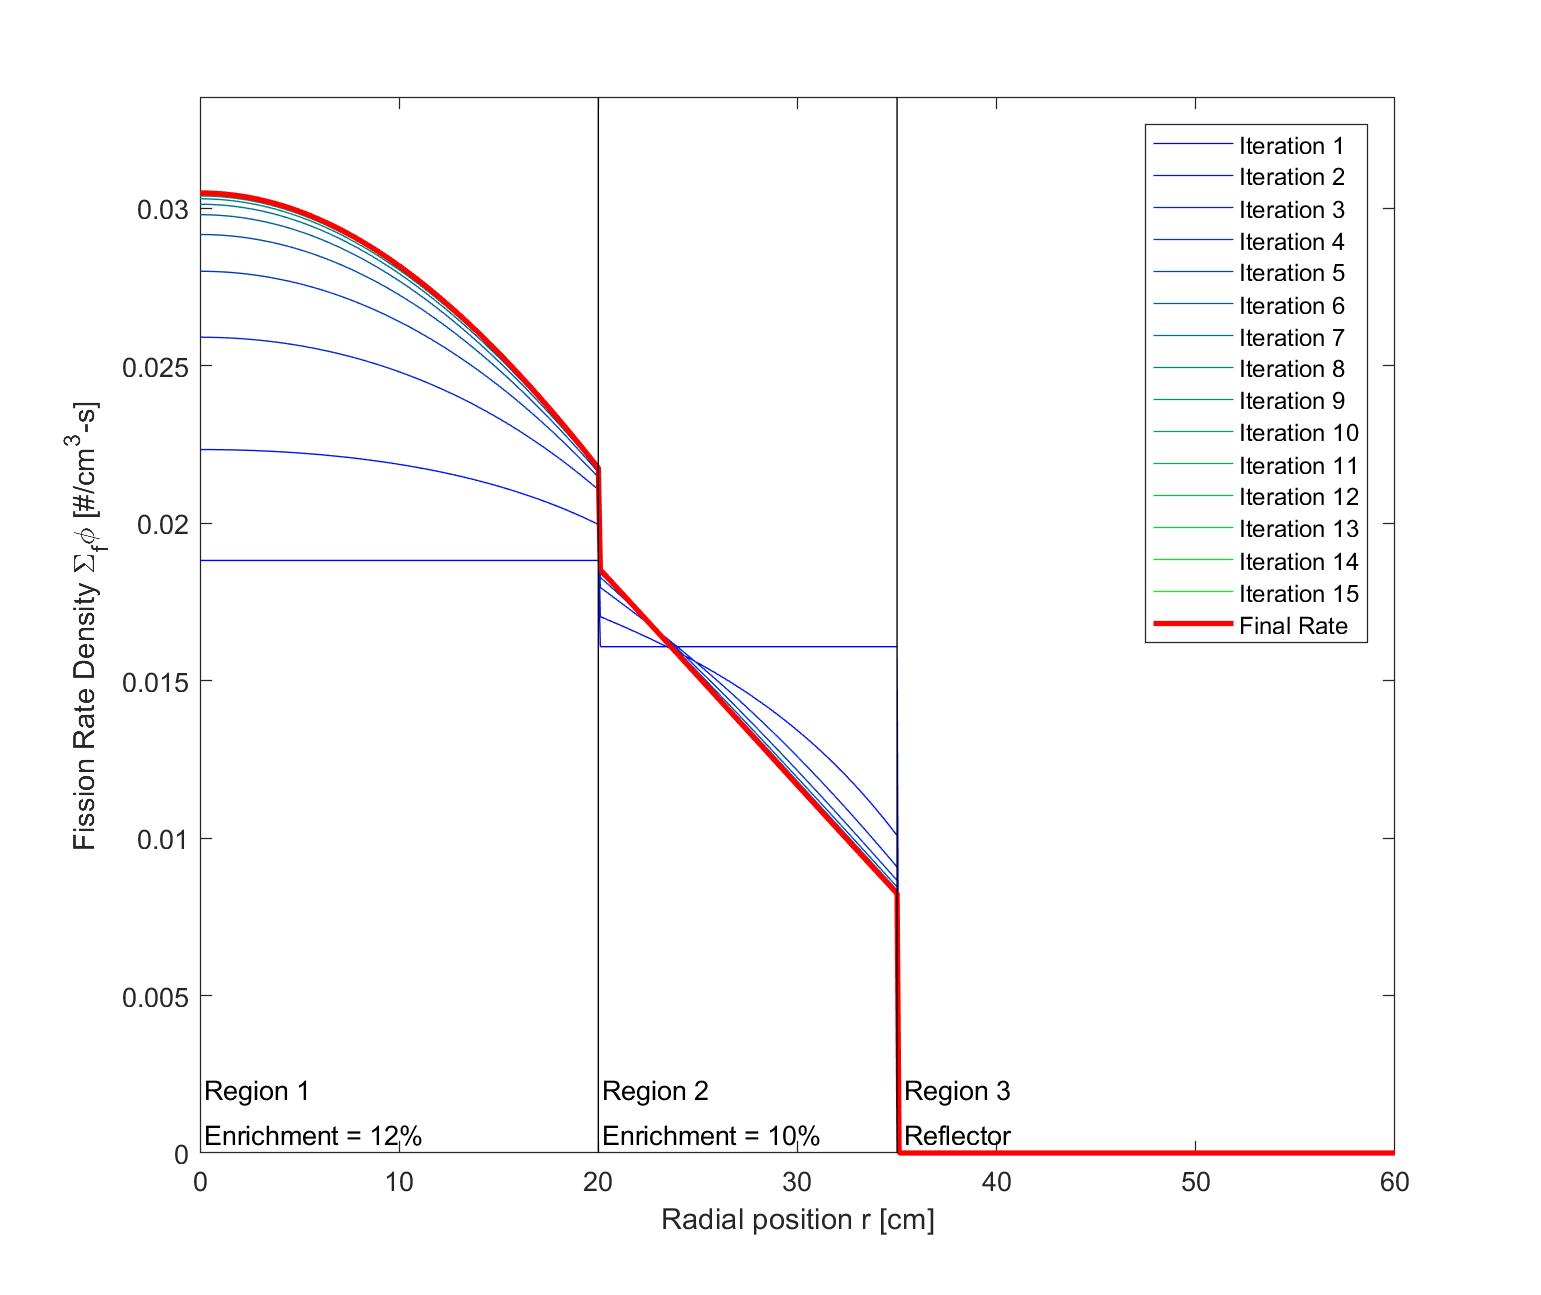 Fission Rate Density Σfϕ [#/cm³-s]
0.03
0.025
0.02
0.015
0.01
0.005
0
Iteration 1
Iteration 2
Iteration 3
Iteration 4
Iteration 5
Iteration 6
Iteration 7
Iteration 8
Iteration 9
Iteration 10
Iteration 11
Iteration 12
Iteration 13
Iteration 14
Iteration 15
Final Rate
Region 1
Enrichment = 12%
Region 2
Enrichment = 10%
Region 3
Reflector
0 10 20 30 40 50 60
Radial position r [cm]